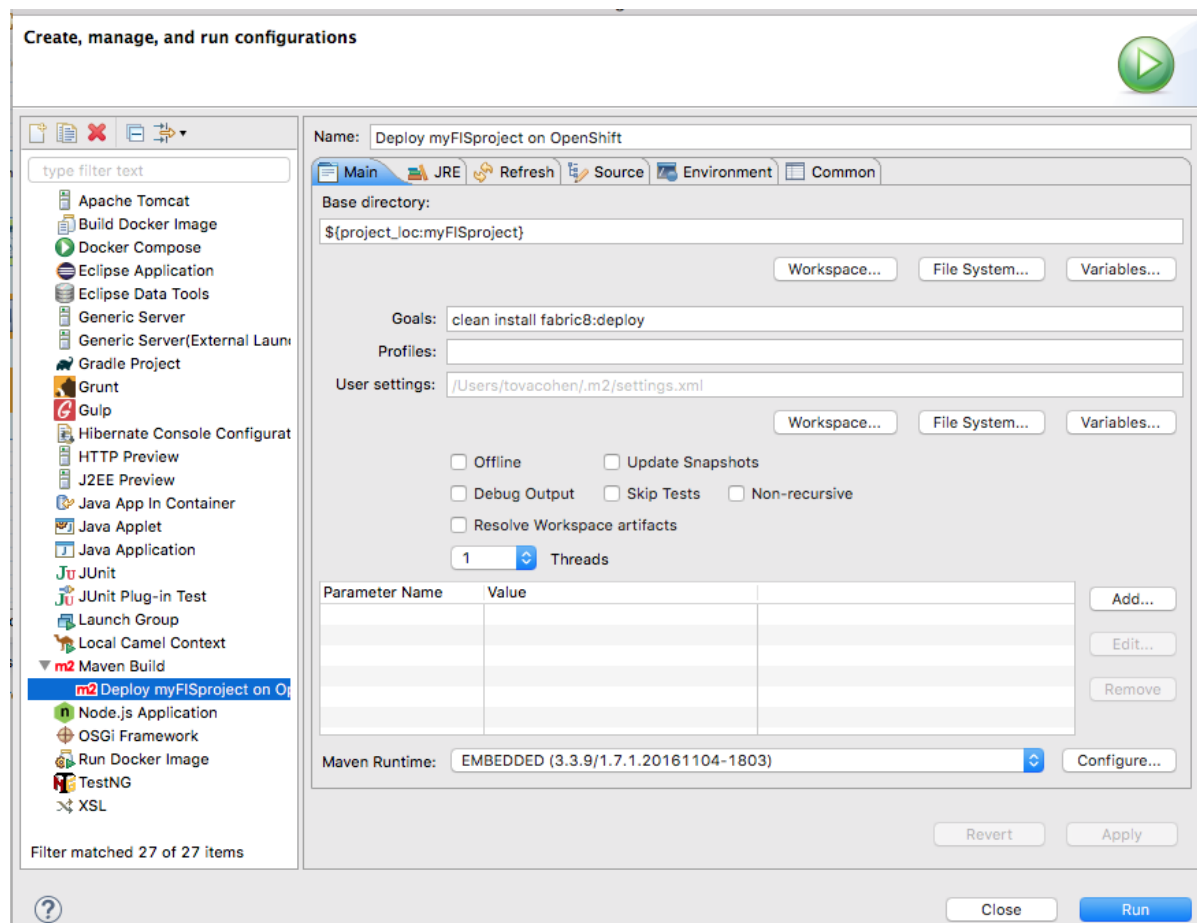 Create, manage, and run configurations
type filter text
Apache Tomcat
Build Docker Image
Docker Compose
Eclipse Application
Eclipse Data Tools
Generic Server
Generic Server(External Laun
Gradle Project
Grunt
Gulp
Hibernate Console Configurat
HTTP Preview
J2EE Preview
Java App In Container
Java Applet
Java Application
JUnit
JUnit Plug-in Test
Launch Group
Local Camel Context
m2 Maven Build
m2 Deploy myFISproject on Op
Node.js Application
OSGi Framework
Run Docker Image
TestNG
XSL
Filter matched 27 of 27 items
Name: Deploy myFISproject on OpenShift
Main JRE Refresh Source Environment Common
Base directory:
${project_loc:myFISproject}
Workspace... File System... Variables...
Goals: clean install fabric8:deploy
Profiles:
User settings: /Users/tovacohen/.m2/settings.xml
Workspace... File System... Variables...
Offline Update Snapshots
Debug Output Skip Tests Non-recursive
Resolve Workspace artifacts
1 Threads
Parameter Name Value
Add...
Edit...
Remove
Maven Runtime: EMBEDDED (3.3.9/1.7.1.20161104-1803) Configure...
Revert Apply
? Close Run